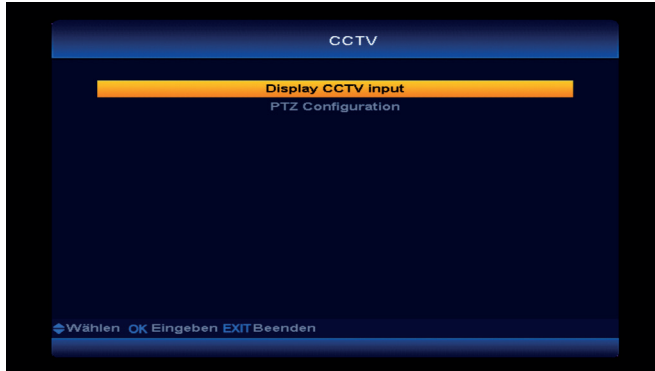 CCTV
Display CCTV input
PTZ Configuration
Wählen OK Eingeben EXIT Beenden